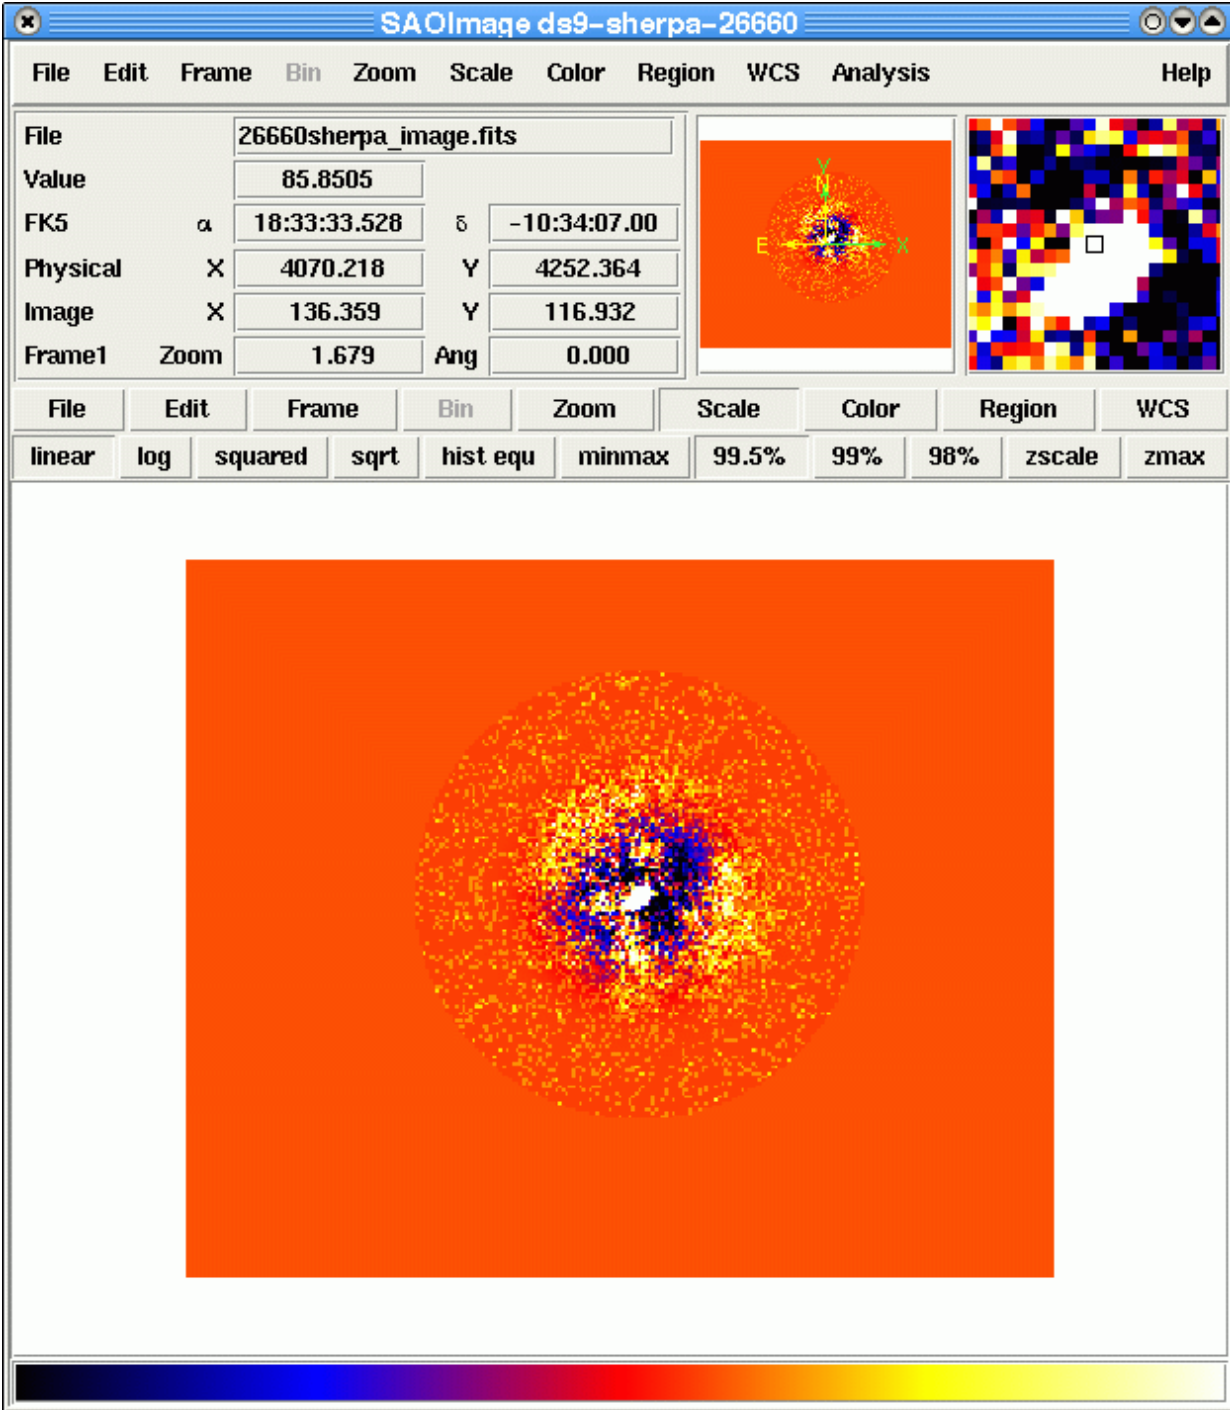 SAOImage ds9-sherpa-26660
File Edit Frame Bin Zoom Scale Color Region WCS Analysis Help
File 26660sherpa_image.fits
Value 85.8505
FK5 α 18:33:33.528 δ -10:34:07.00
Physical X 4070.218 Y 4252.364
Image X 136.359 Y 116.932
Frame1 Zoom 1.679 Ang 0.000
Y
N
E X
File Edit Frame Bin Zoom Scale Color Region WCS
linear log squared sqrt hist equ minmax 99.5% 99% 98% zscale zmax